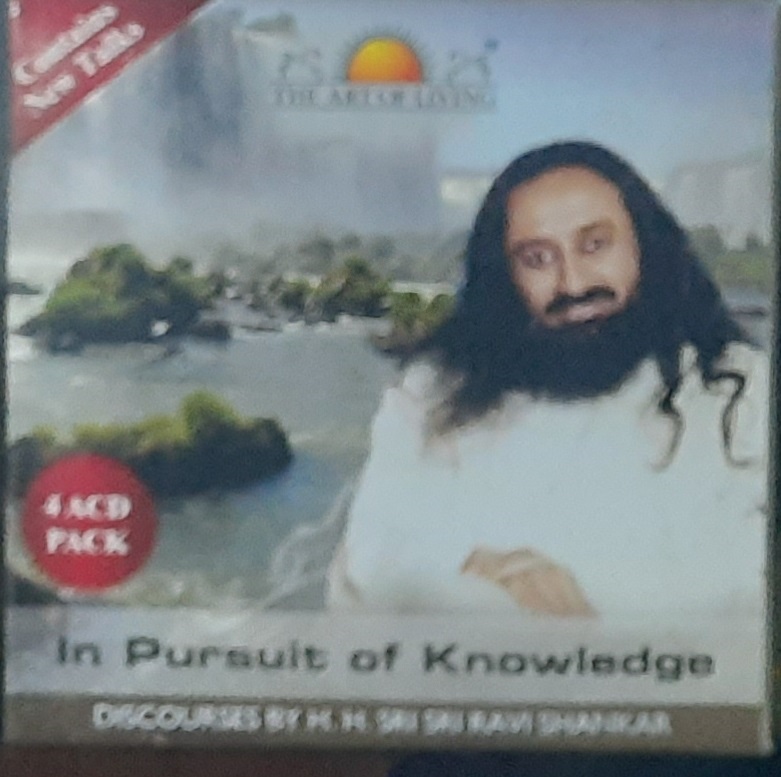 Contains
New Talks
THE ART OF LIVING
4 ACD
PACK
In Pursuit of Knowledge
DISCOURSES BY H. H. SRI SRI RAVI SHANKAR